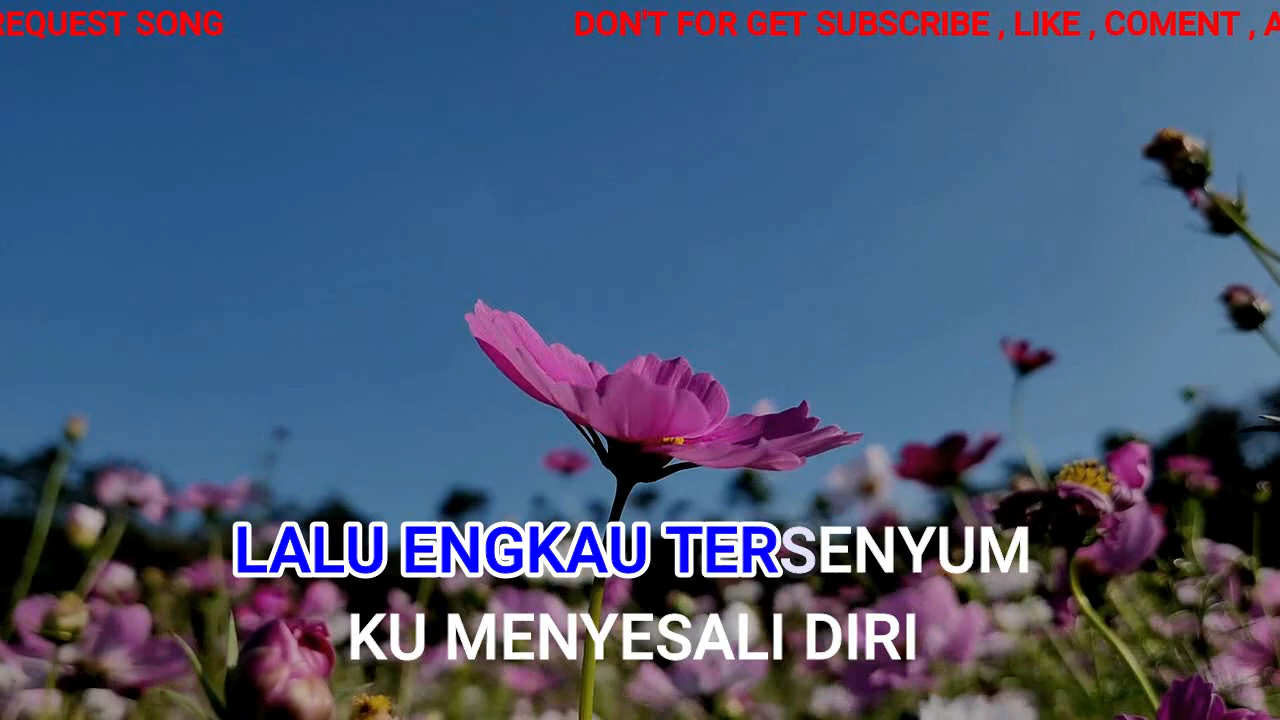 REQUEST SONG
DON'T FOR GET SUBSCRIBE , LIKE , COMENT ,
LALU ENGKAU TERSENYUM
KU MENYESALI DIRI